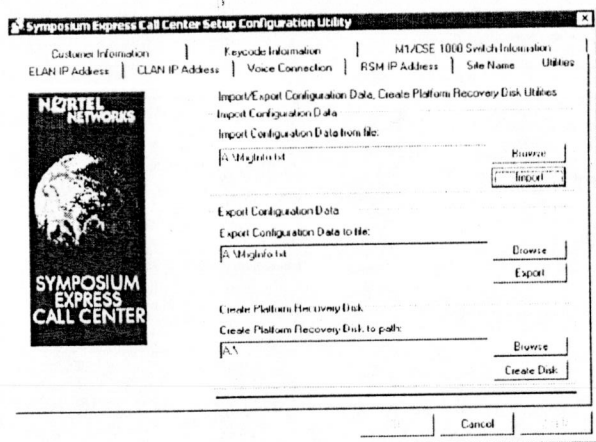 Symposium Express Call Center Setup Configuration Utility
Customer Information Keycode Information M1/CSE 1000 Switch Information
ELAN IP Address CLAN IP Address Voice Connection RSM IP Address Site Name Utilities
NORTEL
NETWORKS
SYMPOSIUM
EXPRESS
CALL CENTER
Import/Export Configuration Data, Create Platform Recovery Disk Utilities
Import Configuration Data
Import Configuration Data from file:
A:\MigInfo.txt Browse
Import
Export Configuration Data
Export Configuration Data to file:
A:\MigInfo.txt Browse
Export
Create Platform Recovery Disk
Create Platform Recovery Disk to path:
A:\ Browse
Create Disk
Cancel